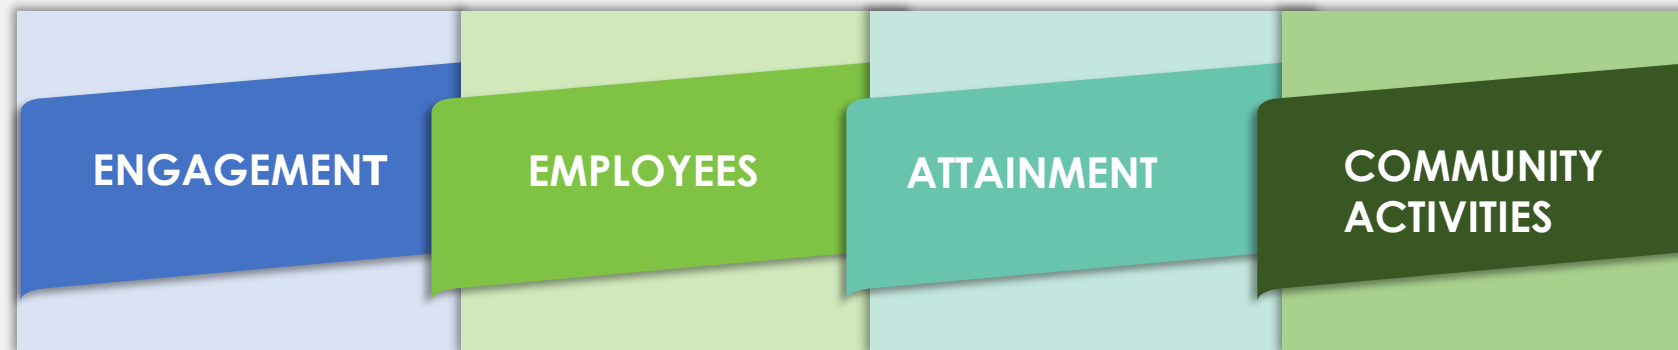 ENGAGEMENT
EMPLOYEES
ATTAINMENT
COMMUNITY
ACTIVITIES